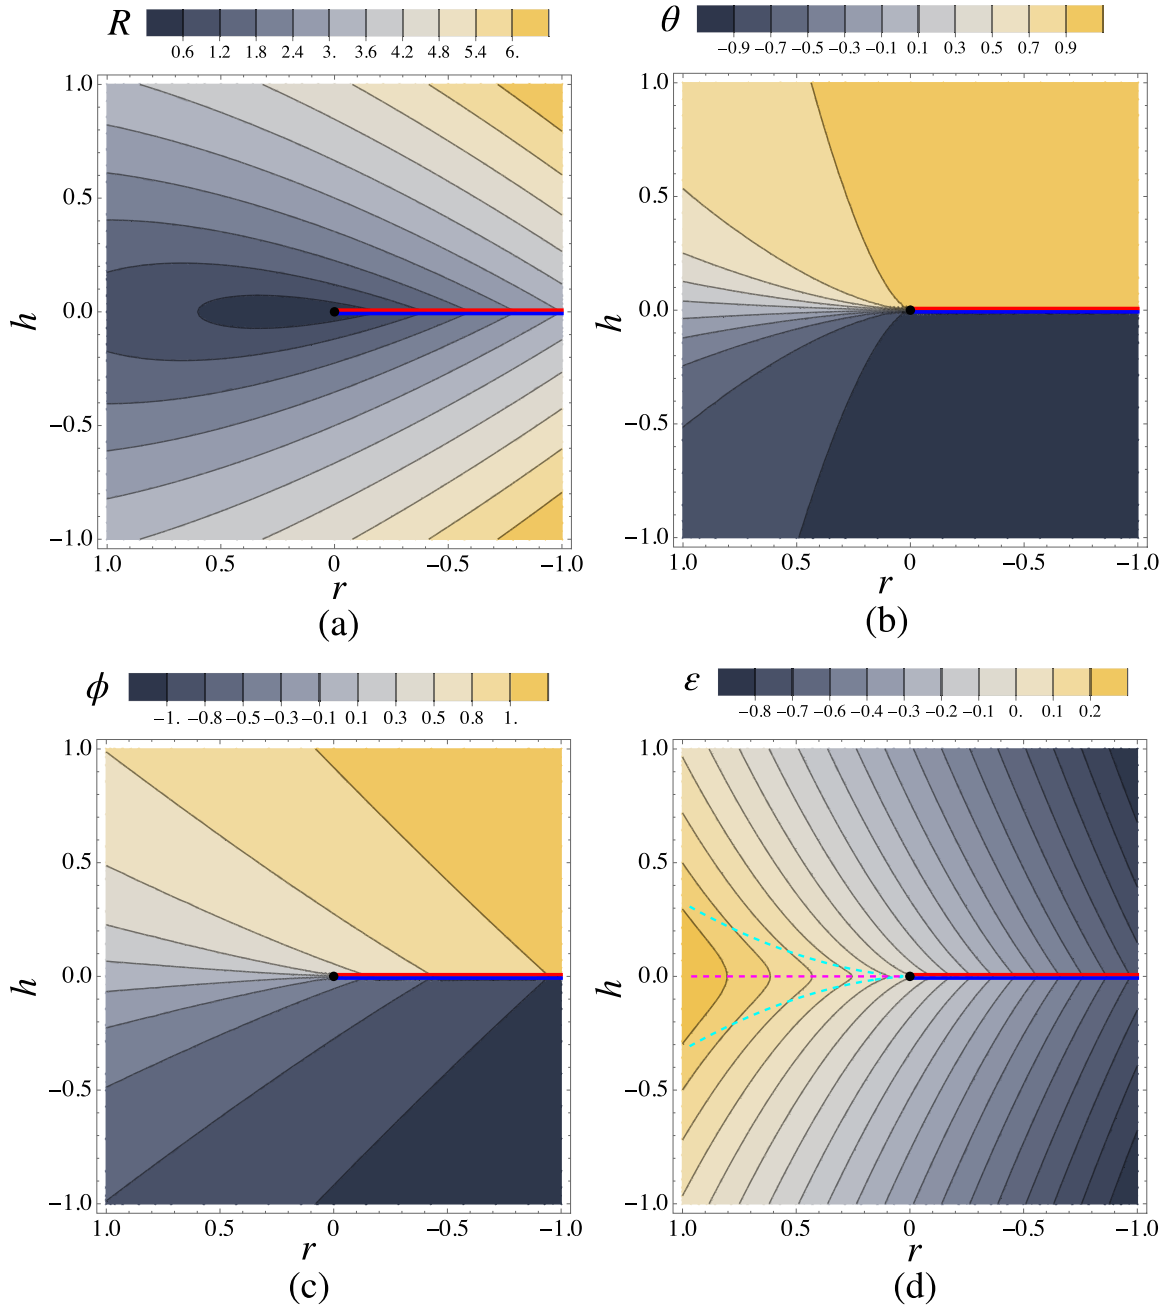 R
0.6 1.2 1.8 2.4 3. 3.6 4.2 4.8 5.4 6.
1.0
0.5
0.0
−0.5
−1.0
h
1.0 0.5 0 −0.5 −1.0
r
(a)
θ
−0.9 −0.7 −0.5 −0.3 −0.1 0.1 0.3 0.5 0.7 0.9
1.0
0.5
0.0
−0.5
−1.0
h
1.0 0.5 0 −0.5 −1.0
r
(b)
ϕ
−1. −0.8 −0.5 −0.3 −0.1 0.1 0.3 0.5 0.8 1.
1.0
0.5
0.0
−0.5
−1.0
h
1.0 0.5 0 −0.5 −1.0
r
(c)
ε
−0.8 −0.7 −0.6 −0.4 −0.3 −0.2 −0.1 0. 0.1 0.2
1.0
0.5
0.0
−0.5
−1.0
h
1.0 0.5 0 −0.5 −1.0
r
(d)